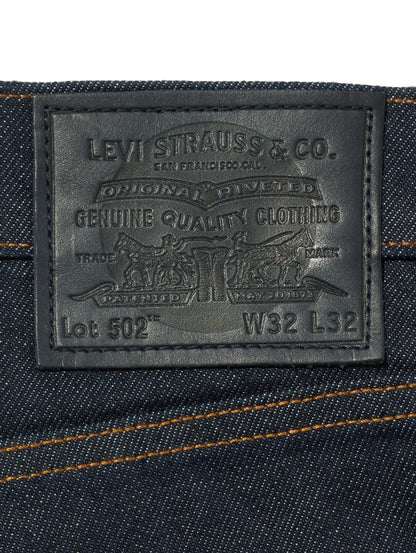 LEVI STRAUSS & CO.
SAN FRANCISCO CAL.
ORIGINAL RIVETED
GENUINE QUALITY CLOTHING
TRADE MARK
PATENTED MAY 20 1873
Lot 502™ W32 L32